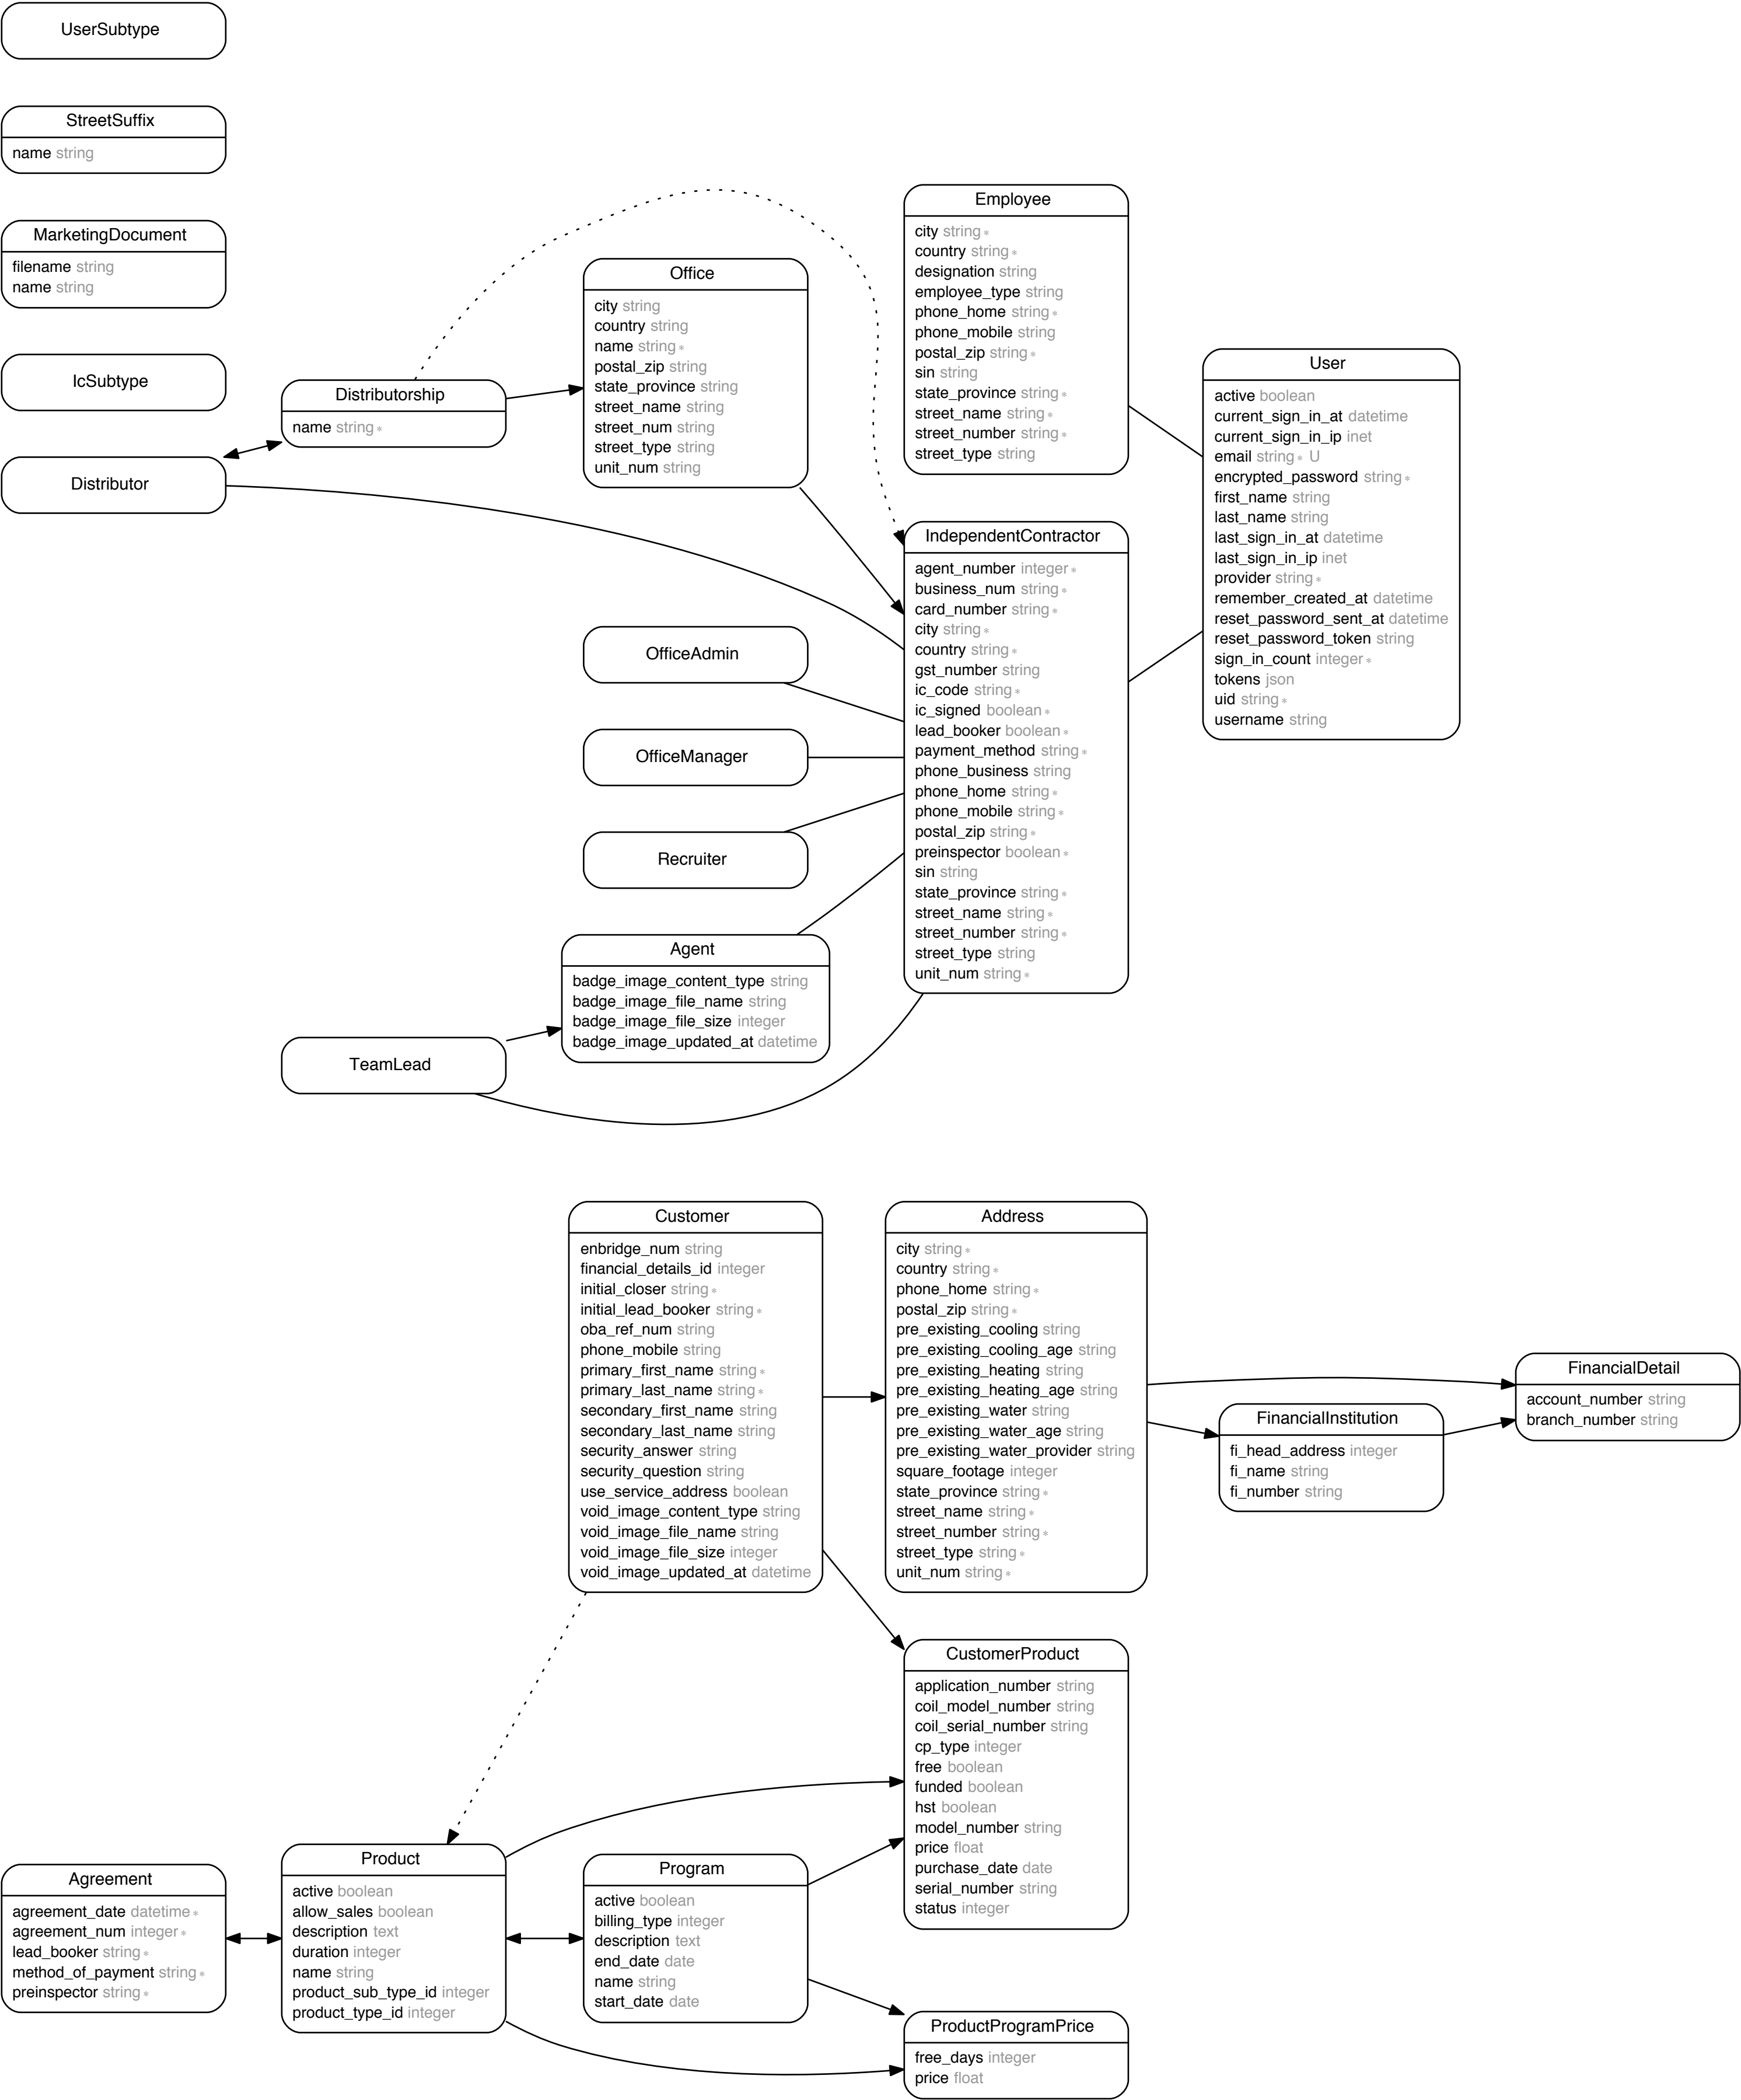 UserSubtype
StreetSuffix
name string
MarketingDocument
filename string
name string
IcSubtype
Distributor
Distributorship
name string *
Office
city string
country string
name string *
postal_zip string
state_province string
street_name string
street_num string
street_type string
unit_num string
OfficeAdmin
OfficeManager
Recruiter
Agent
badge_image_content_type string
badge_image_file_name string
badge_image_file_size integer
badge_image_updated_at datetime
TeamLead
Employee
city string *
country string *
designation string
employee_type string
phone_home string *
phone_mobile string
postal_zip string *
sin string
state_province string *
street_name string *
street_number string *
street_type string
IndependentContractor
agent_number integer *
business_num string *
card_number string *
city string *
country string *
gst_number string
ic_code string *
ic_signed boolean *
lead_booker boolean *
payment_method string *
phone_business string
phone_home string *
phone_mobile string *
postal_zip string *
preinspector boolean *
sin string
state_province string *
street_name string *
street_number string *
street_type string
unit_num string *
User
active boolean
current_sign_in_at datetime
current_sign_in_ip inet
email string * U
encrypted_password string *
first_name string
last_name string
last_sign_in_at datetime
last_sign_in_ip inet
provider string *
remember_created_at datetime
reset_password_sent_at datetime
reset_password_token string
sign_in_count integer *
tokens json
uid string *
username string
Customer
enbridge_num string
financial_details_id integer
initial_closer string *
initial_lead_booker string *
oba_ref_num string
phone_mobile string
primary_first_name string *
primary_last_name string *
secondary_first_name string
secondary_last_name string
security_answer string
security_question string
use_service_address boolean
void_image_content_type string
void_image_file_name string
void_image_file_size integer
void_image_updated_at datetime
Address
city string *
country string *
phone_home string *
postal_zip string *
pre_existing_cooling string
pre_existing_cooling_age string
pre_existing_heating string
pre_existing_heating_age string
pre_existing_water string
pre_existing_water_age string
pre_existing_water_provider string
square_footage integer
state_province string *
street_name string *
street_number string *
street_type string *
unit_num string *
FinancialInstitution
fi_head_address integer
fi_name string
fi_number string
FinancialDetail
account_number string
branch_number string
CustomerProduct
application_number string
coil_model_number string
coil_serial_number string
cp_type integer
free boolean
funded boolean
hst boolean
model_number string
price float
purchase_date date
serial_number string
status integer
Agreement
agreement_date datetime *
agreement_num integer *
lead_booker string *
method_of_payment string *
preinspector string *
Product
active boolean
allow_sales boolean
description text
duration integer
name string
product_sub_type_id integer
product_type_id integer
Program
active boolean
billing_type integer
description text
end_date date
name string
start_date date
ProductProgramPrice
free_days integer
price float